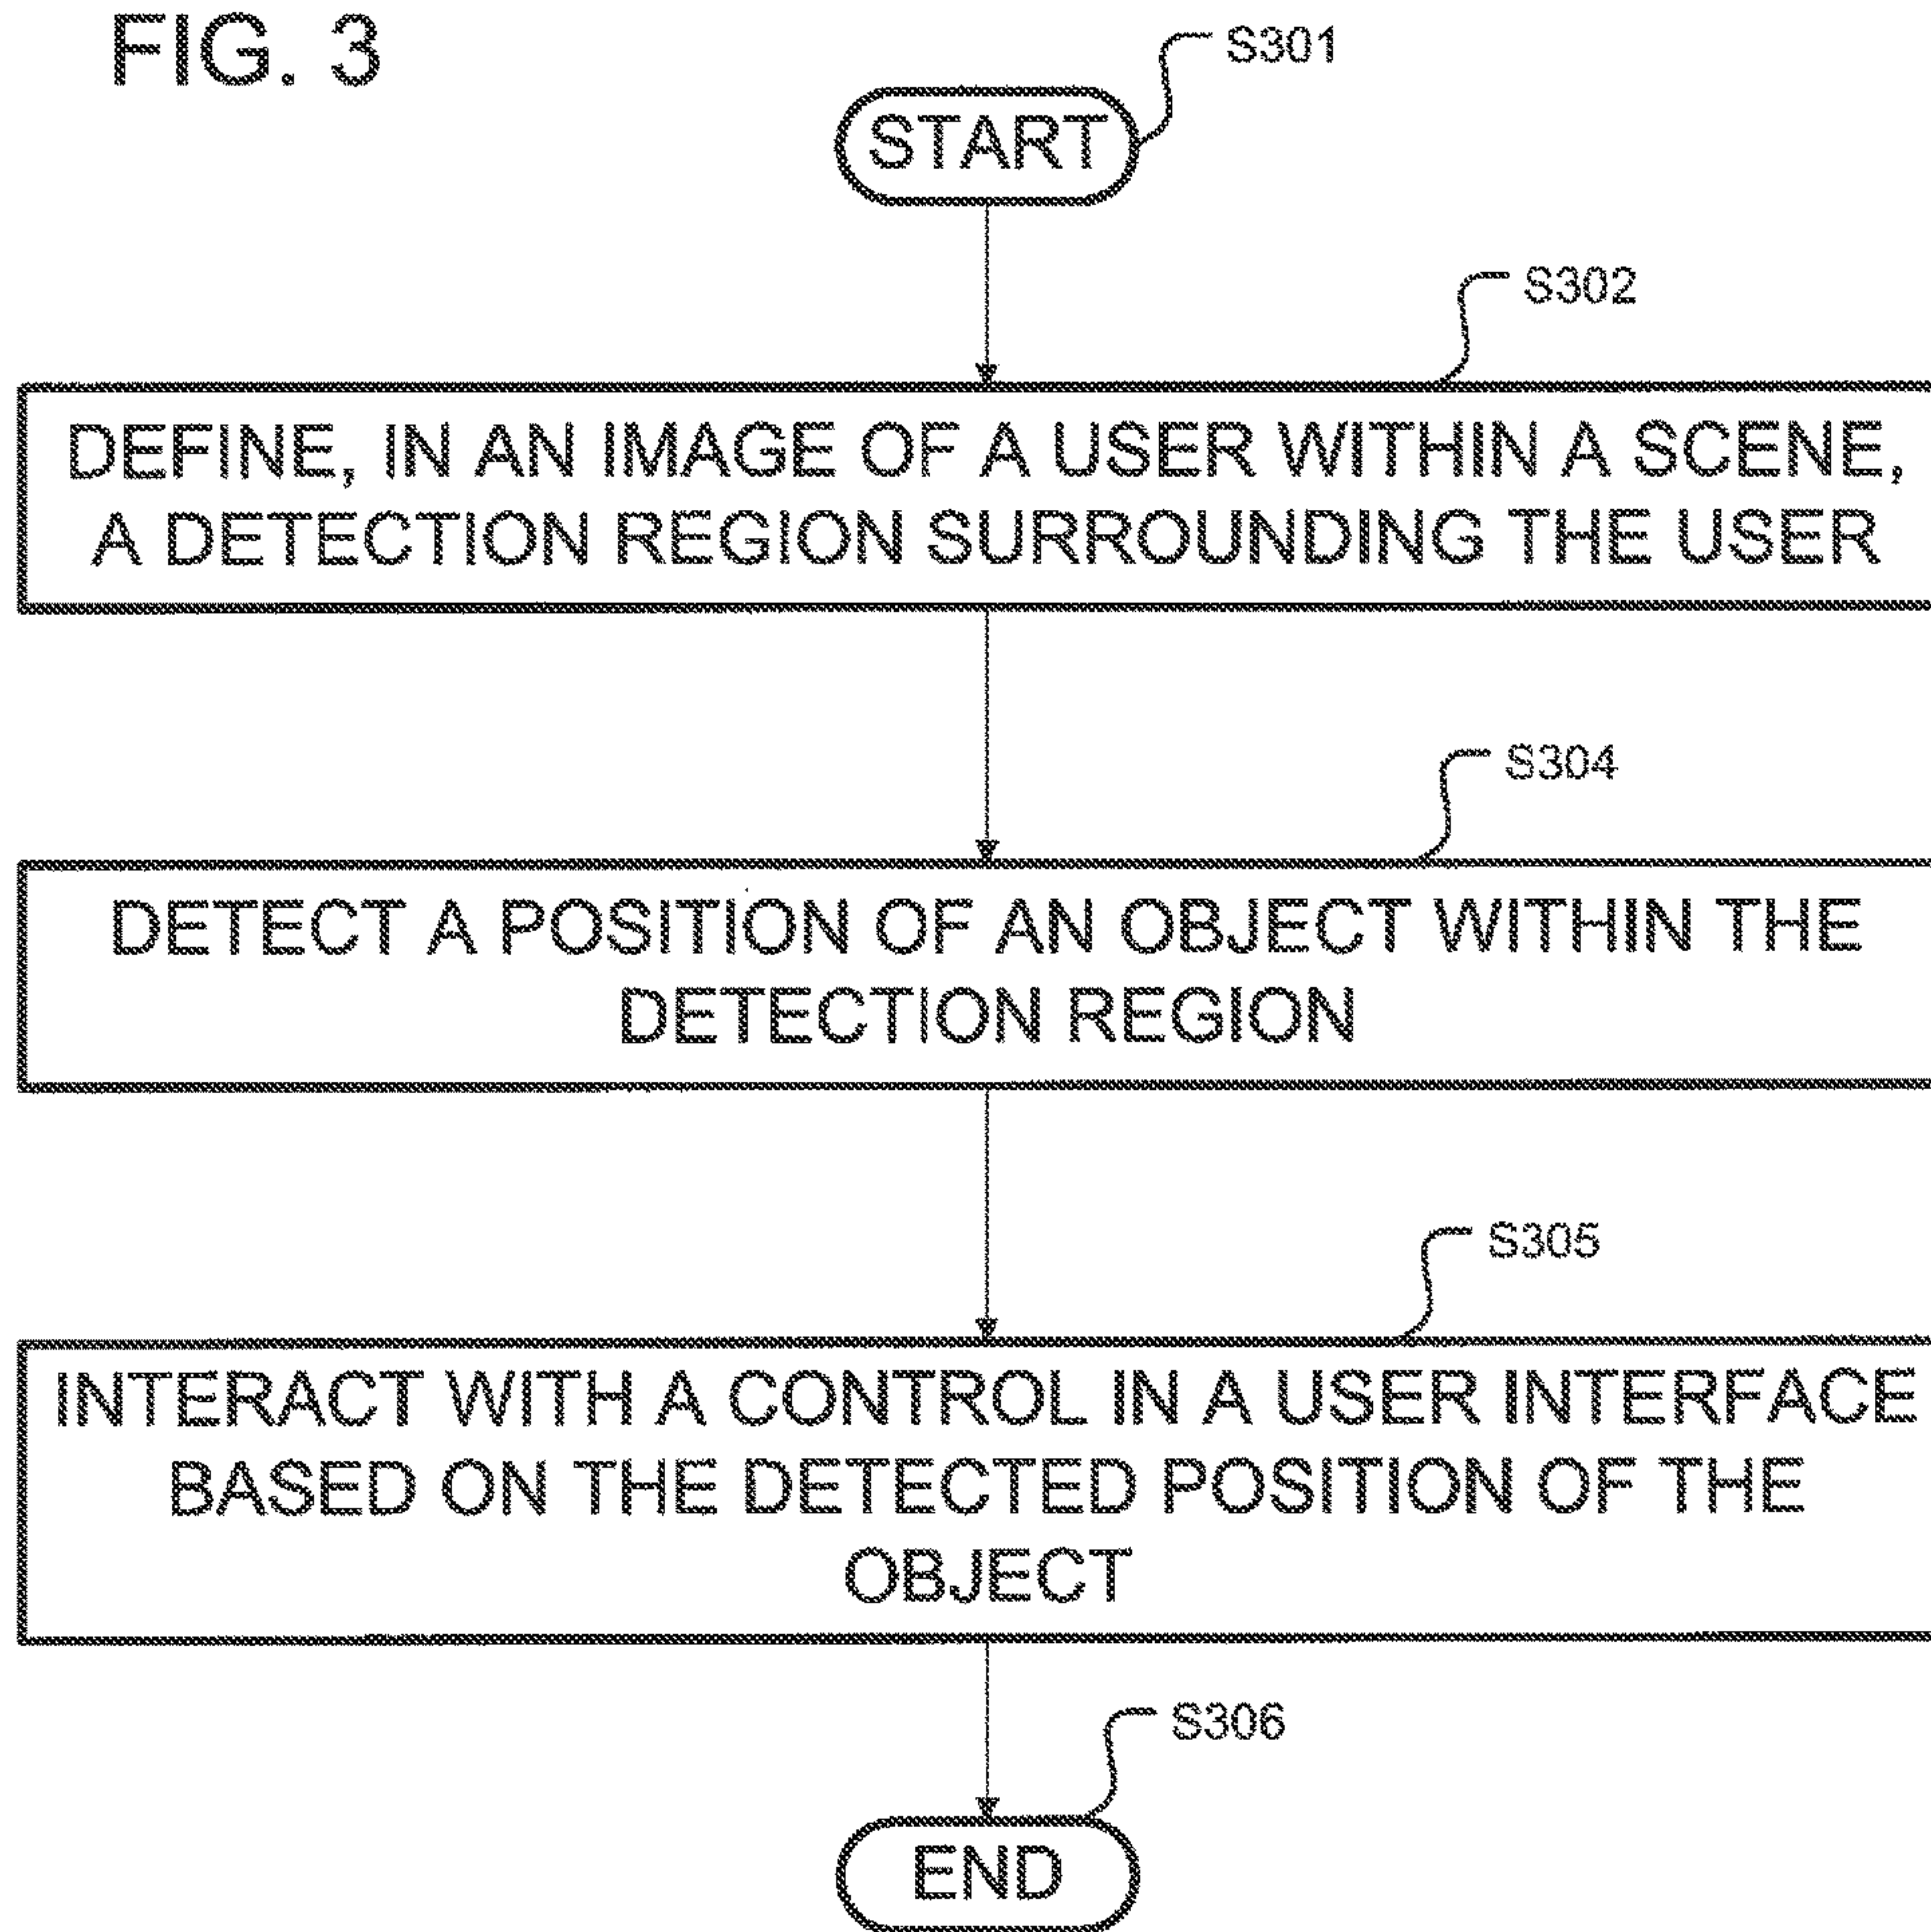 FIG. 3
S301
START
S302
DEFINE, IN AN IMAGE OF A USER WITHIN A SCENE,
A DETECTION REGION SURROUNDING THE USER
S304
DETECT A POSITION OF AN OBJECT WITHIN THE
DETECTION REGION
S305
INTERACT WITH A CONTROL IN A USER INTERFACE
BASED ON THE DETECTED POSITION OF THE
OBJECT
S306
END